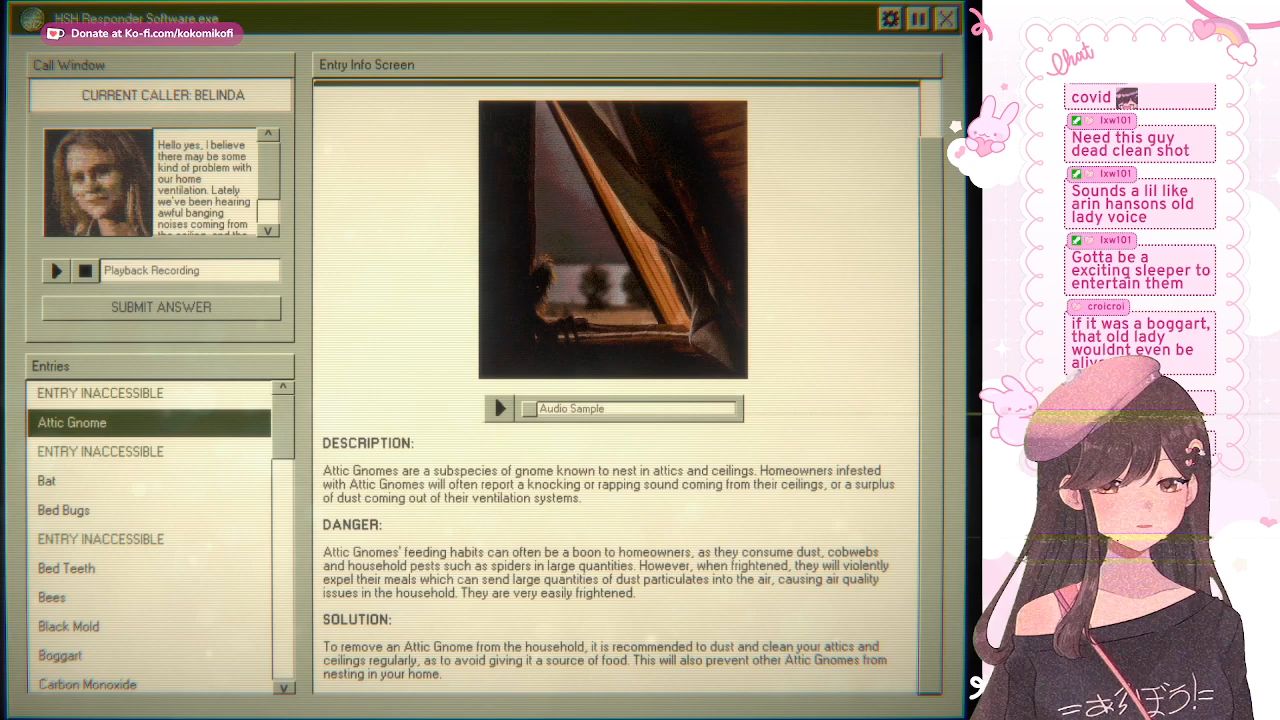 HSH Responder Software.exe
Donate at Ko-fi.com/kokomikofi
Call Window
CURRENT CALLER: BELINDA
Hello yes, I believe
there may be some
kind of problem with
our home
ventilation. Lately
we've been hearing
awful banging
noises coming from
the ceiling, and the
Playback Recording
SUBMIT ANSWER
Entries
ENTRY INACCESSIBLE
Attic Gnome
ENTRY INACCESSIBLE
Bat
Bed Bugs
ENTRY INACCESSIBLE
Bed Teeth
Bees
Black Mold
Boggart
Carbon Monoxide
Entry Info Screen
Audio Sample
DESCRIPTION:
Attic Gnomes are a subspecies of gnome known to nest in attics and ceilings. Homeowners infested
with Attic Gnomes will often report a knocking or rapping sound coming from their ceilings, or a surplus
of dust coming out of their ventilation systems.
DANGER:
Attic Gnomes' feeding habits can often be a boon to homeowners, as they consume dust, cobwebs
and household pests such as spiders in large quantities. However, when frightened, they will violently
expel their meals which can send large quantities of dust particulates into the air, causing air quality
issues in the household. They are very easily frightened.
SOLUTION:
To remove an Attic Gnome from the household, it is recommended to dust and clean your attics and
ceilings regularly, as to avoid giving it a source of food. This will also prevent other Attic Gnomes from
nesting in your home.
Chat
covid
lxw101
Need this guy
dead clean shot
lxw101
Sounds a lil like
arin hansons old
lady voice
lxw101
Gotta be a
exciting sleeper to
entertain them
croicroi
if it was a boggart,
that old lady
wouldnt even be